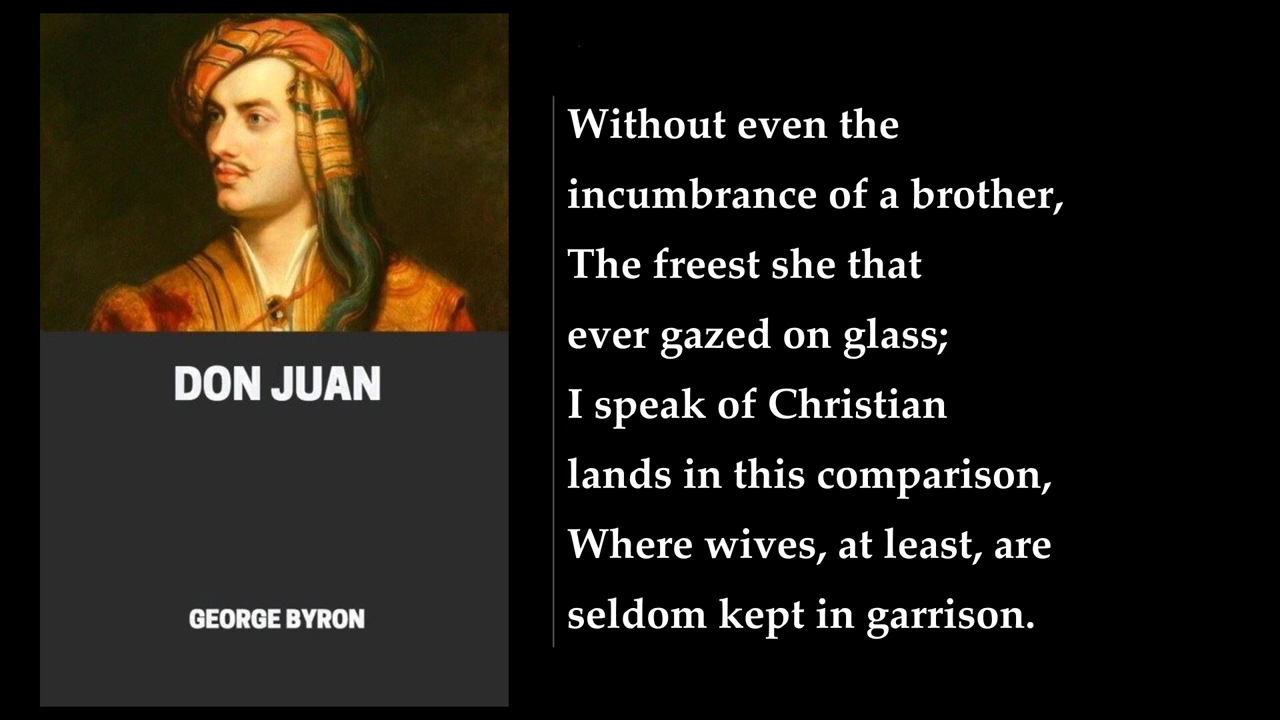 DON JUAN
GEORGE BYRON
Without even the
incumbrance of a brother,
The freest she that
ever gazed on glass;
I speak of Christian
lands in this comparison,
Where wives, at least, are
seldom kept in garrison.